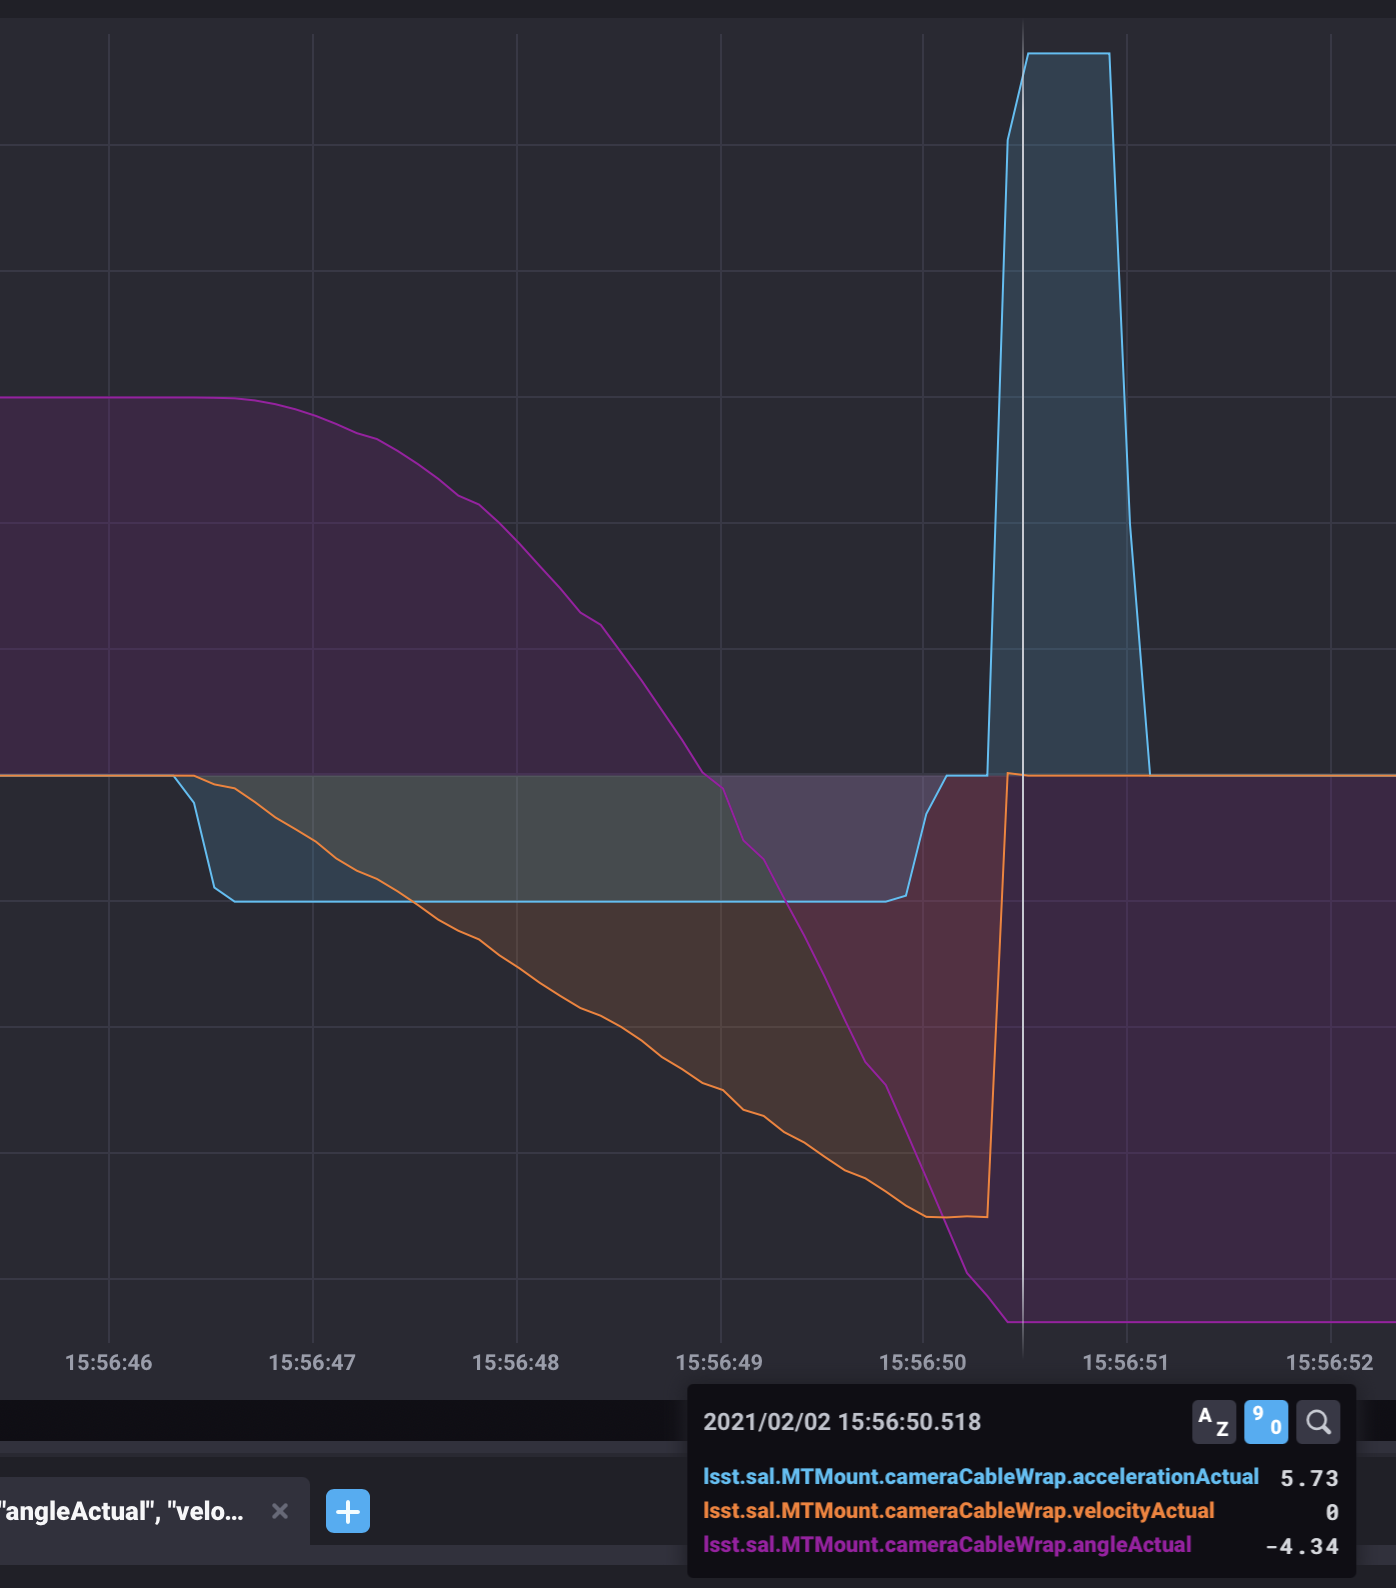 15:56:46 15:56:47 15:56:48 15:56:49 15:56:50 15:56:51 15:56:52
2021/02/02 15:56:50.518 A Z 9 0
lsst.sal.MTMount.cameraCableWrap.accelerationActual 5.73
"angleActual", "velo... × +
lsst.sal.MTMount.cameraCableWrap.velocityActual 0
lsst.sal.MTMount.cameraCableWrap.angleActual -4.34